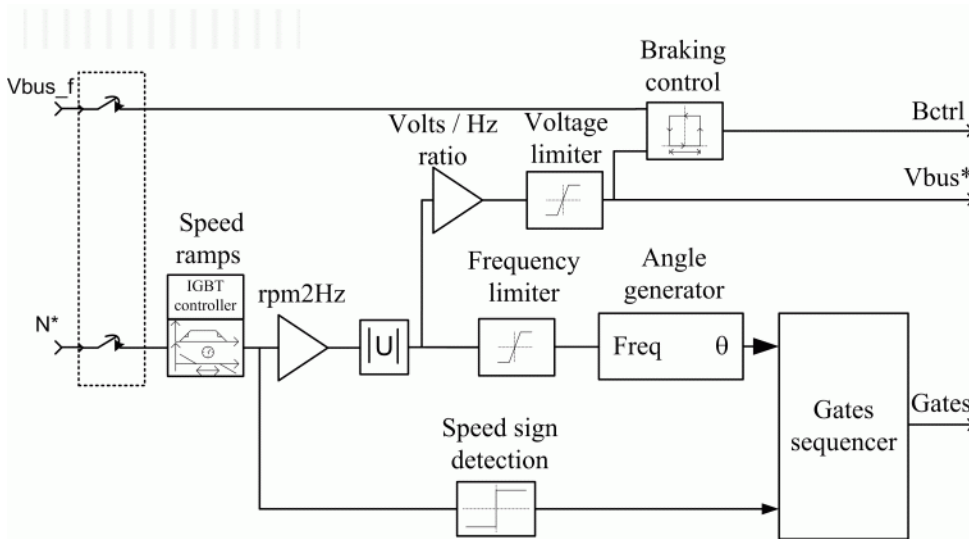 Braking
control
Vbus_f
Bctrl
Volts / Hz
ratio
Voltage
limiter
Vbus*
Speed
ramps
IGBT
controller
rpm2Hz
Frequency
limiter
Angle
generator
N*
|U|
Freq θ
Gates
sequencer
Gates
Speed sign
detection